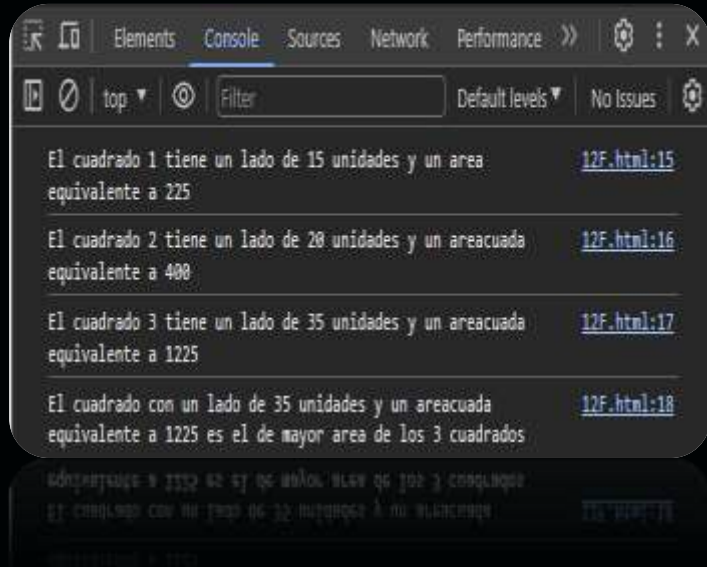 Elements Console Sources Network Performance
top Filter Default levels No Issues
El cuadrado 1 tiene un lado de 15 unidades y un area 12F.html:15
equivalente a 225
El cuadrado 2 tiene un lado de 20 unidades y un areacuada 12F.html:16
equivalente a 400
El cuadrado 3 tiene un lado de 35 unidades y un areacuada 12F.html:17
equivalente a 1225
El cuadrado con un lado de 35 unidades y un areacuada 12F.html:18
equivalente a 1225 es el de mayor area de los 3 cuadrados